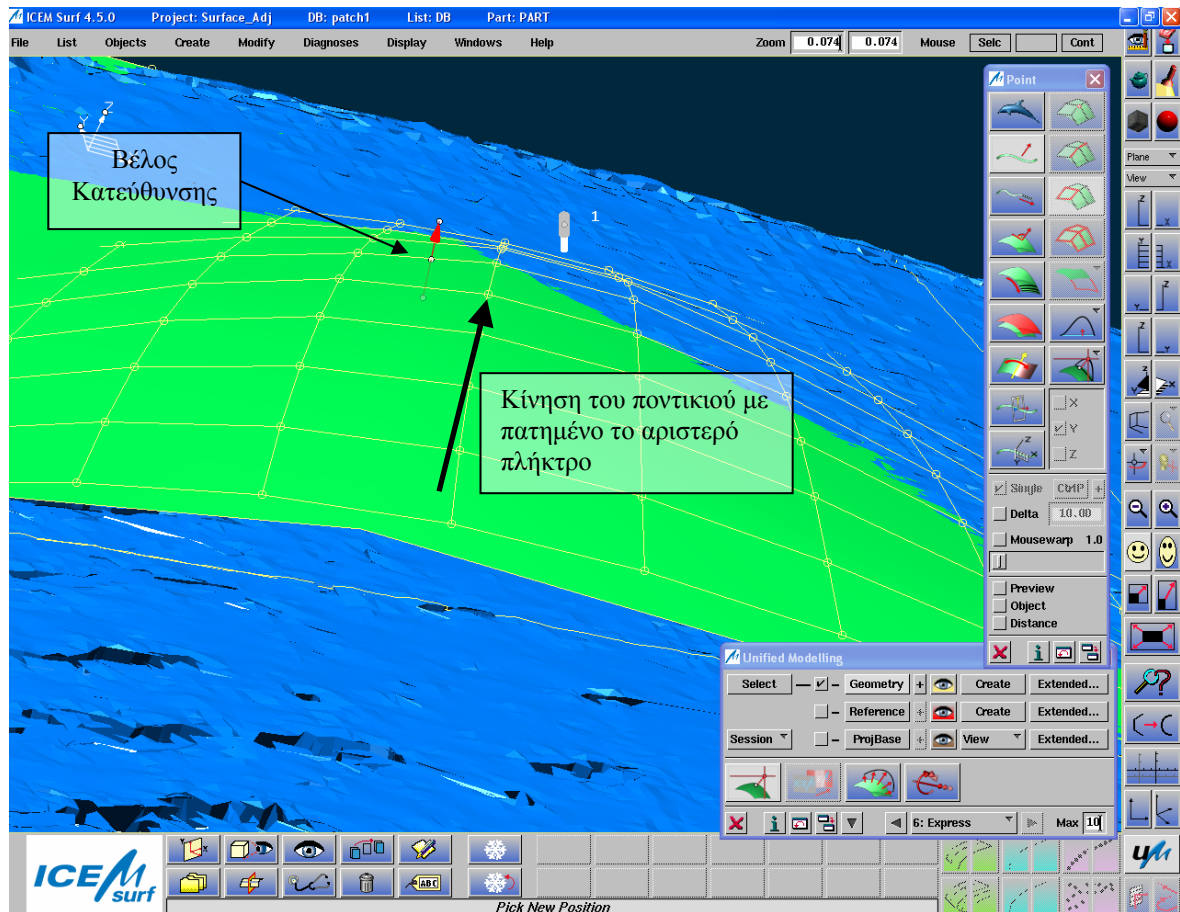 ICEM Surf 4.5.0 Project: Surface_Adj DB: patch1 List: DB Part: PART
File List Objects Create Modify Diagnoses Display Windows Help Zoom 0.074 0.074 Mouse Selc Cont
Point
Z
Y
Βέλος
Κατεύθυνσης
1
Κίνηση του ποντικιού με
πατημένο το αριστερό
πλήκτρο
X
Y
Z
Single Ctrl^P +
Delta 10.00
Mousewarp 1.0
Preview
Object
Distance
Plane
View
Unified Modelling
Select Geometry + Create Extended...
Reference + Create Extended...
Session ProjBase + View Extended...
6: Express Max 10
ABC
ICEM
surf
Pick New Position